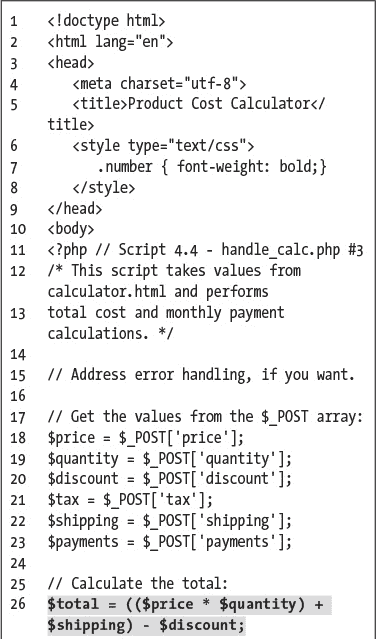 1 <!doctype html>
2 <html lang="en">
3 <head>
4 <meta charset="utf-8">
5 <title>Product Cost Calculator</
title>
6 <style type="text/css">
7 .number { font-weight: bold;}
8 </style>
9 </head>
10 <body>
11 <?php // Script 4.4 - handle_calc.php #3
12 /* This script takes values from
calculator.html and performs
13 total cost and monthly payment
calculations. */
14
15 // Address error handling, if you want.
16
17 // Get the values from the $_POST array:
18 $price = $_POST['price'];
19 $quantity = $_POST['quantity'];
20 $discount = $_POST['discount'];
21 $tax = $_POST['tax'];
22 $shipping = $_POST['shipping'];
23 $payments = $_POST['payments'];
24
25 // Calculate the total:
26 $total = (($price * $quantity) +
$shipping) - $discount;